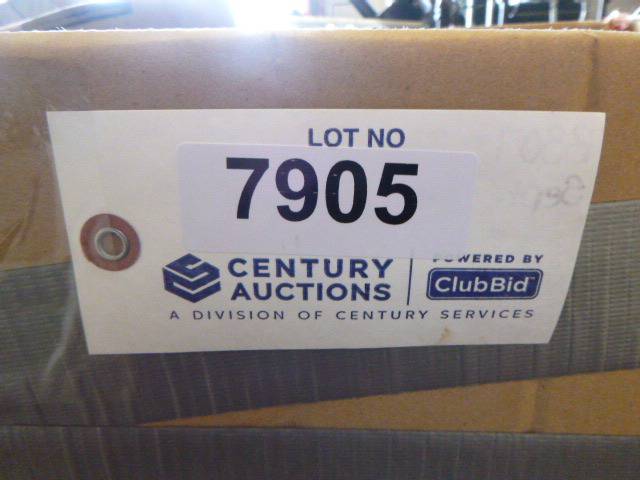 LOT NO
7905
CENTURY AUCTIONS
POWERED BY
ClubBid
A DIVISION OF CENTURY SERVICES